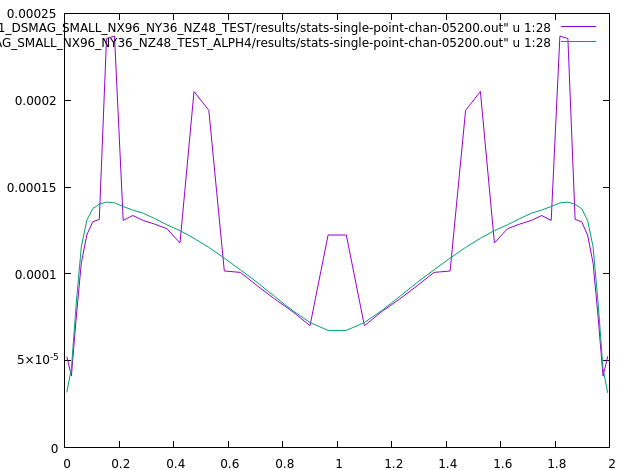 1_DSMAG_SMALL_NX96_NY36_NZ48_TEST/results/stats-single-point-chan-05200.out" u 1:28
AG_SMALL_NX96_NY36_NZ48_TEST_ALPH4/results/stats-single-point-chan-05200.out" u 1:28
0.00025
0.0002
0.00015
0.0001
5×10-5
0
0 0.2 0.4 0.6 0.8 1 1.2 1.4 1.6 1.8 2